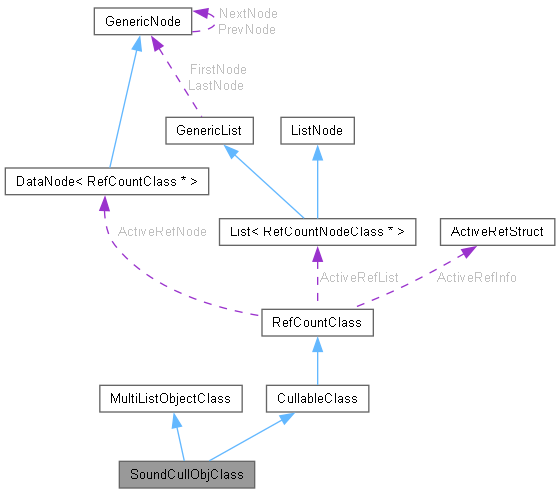 GenericNode
NextNode
PrevNode
FirstNode
LastNode
GenericList
ListNode
DataNode< RefCountClass * >
List< RefCountNodeClass * >
ActiveRefStruct
ActiveRefNode
ActiveRefList
ActiveRefInfo
RefCountClass
MultiListObjectClass
CullableClass
SoundCullObjClass